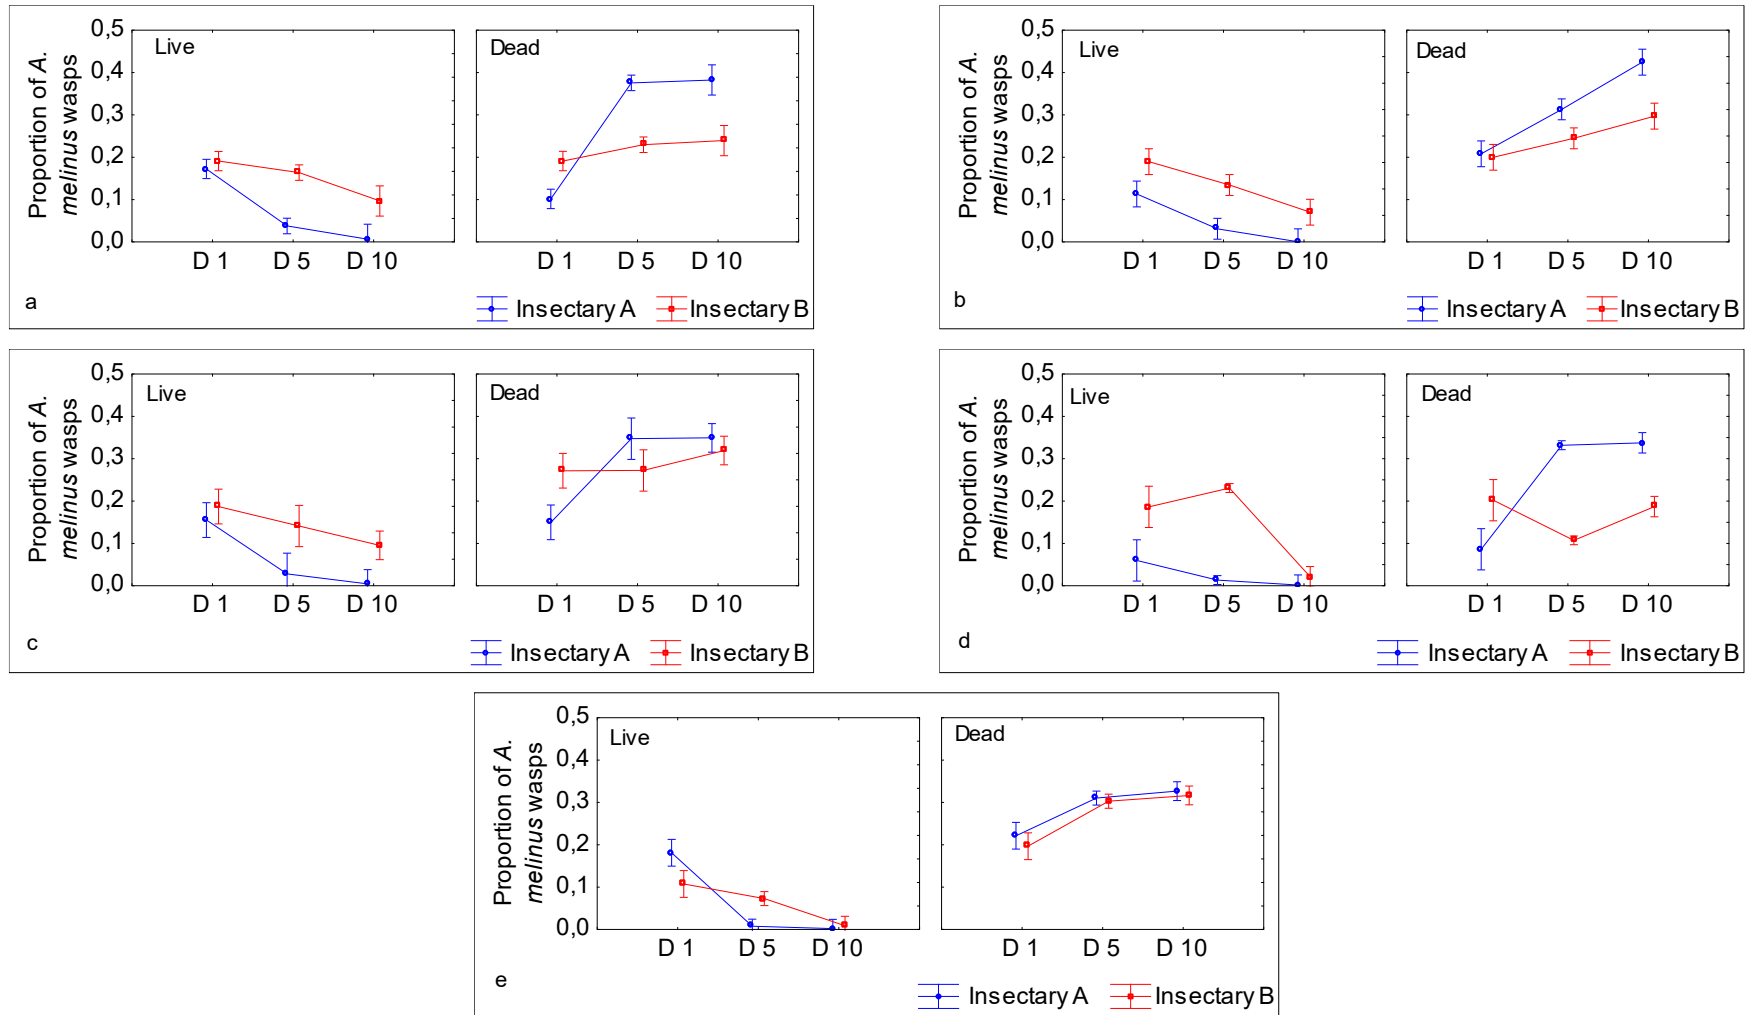 Proportion of A.
melinus wasps
0,5
0,4
0,3
0,2
0,1
0,0
Live
Dead
D 1 D 5 D 10
D 1 D 5 D 10
a
Insectary A Insectary B
Proportion of A.
melinus wasps
0,5
0,4
0,3
0,2
0,1
0,0
Live
Dead
D 1 D 5 D 10
D 1 D 5 D 10
b
Insectary A Insectary B
Proportion of A.
melinus wasps
0,5
0,4
0,3
0,2
0,1
0,0
Live
Dead
D 1 D 5 D 10
D 1 D 5 D 10
c
Insectary A Insectary B
Proportion of A.
melinus wasps
0,5
0,4
0,3
0,2
0,1
0,0
Live
Dead
D 1 D 5 D 10
D 1 D 5 D 10
d
Insectary A Insectary B
Proportion of A.
melinus wasps
0,5
0,4
0,3
0,2
0,1
0,0
Live
Dead
D 1 D 5 D 10
D 1 D 5 D 10
e
Insectary A Insectary B